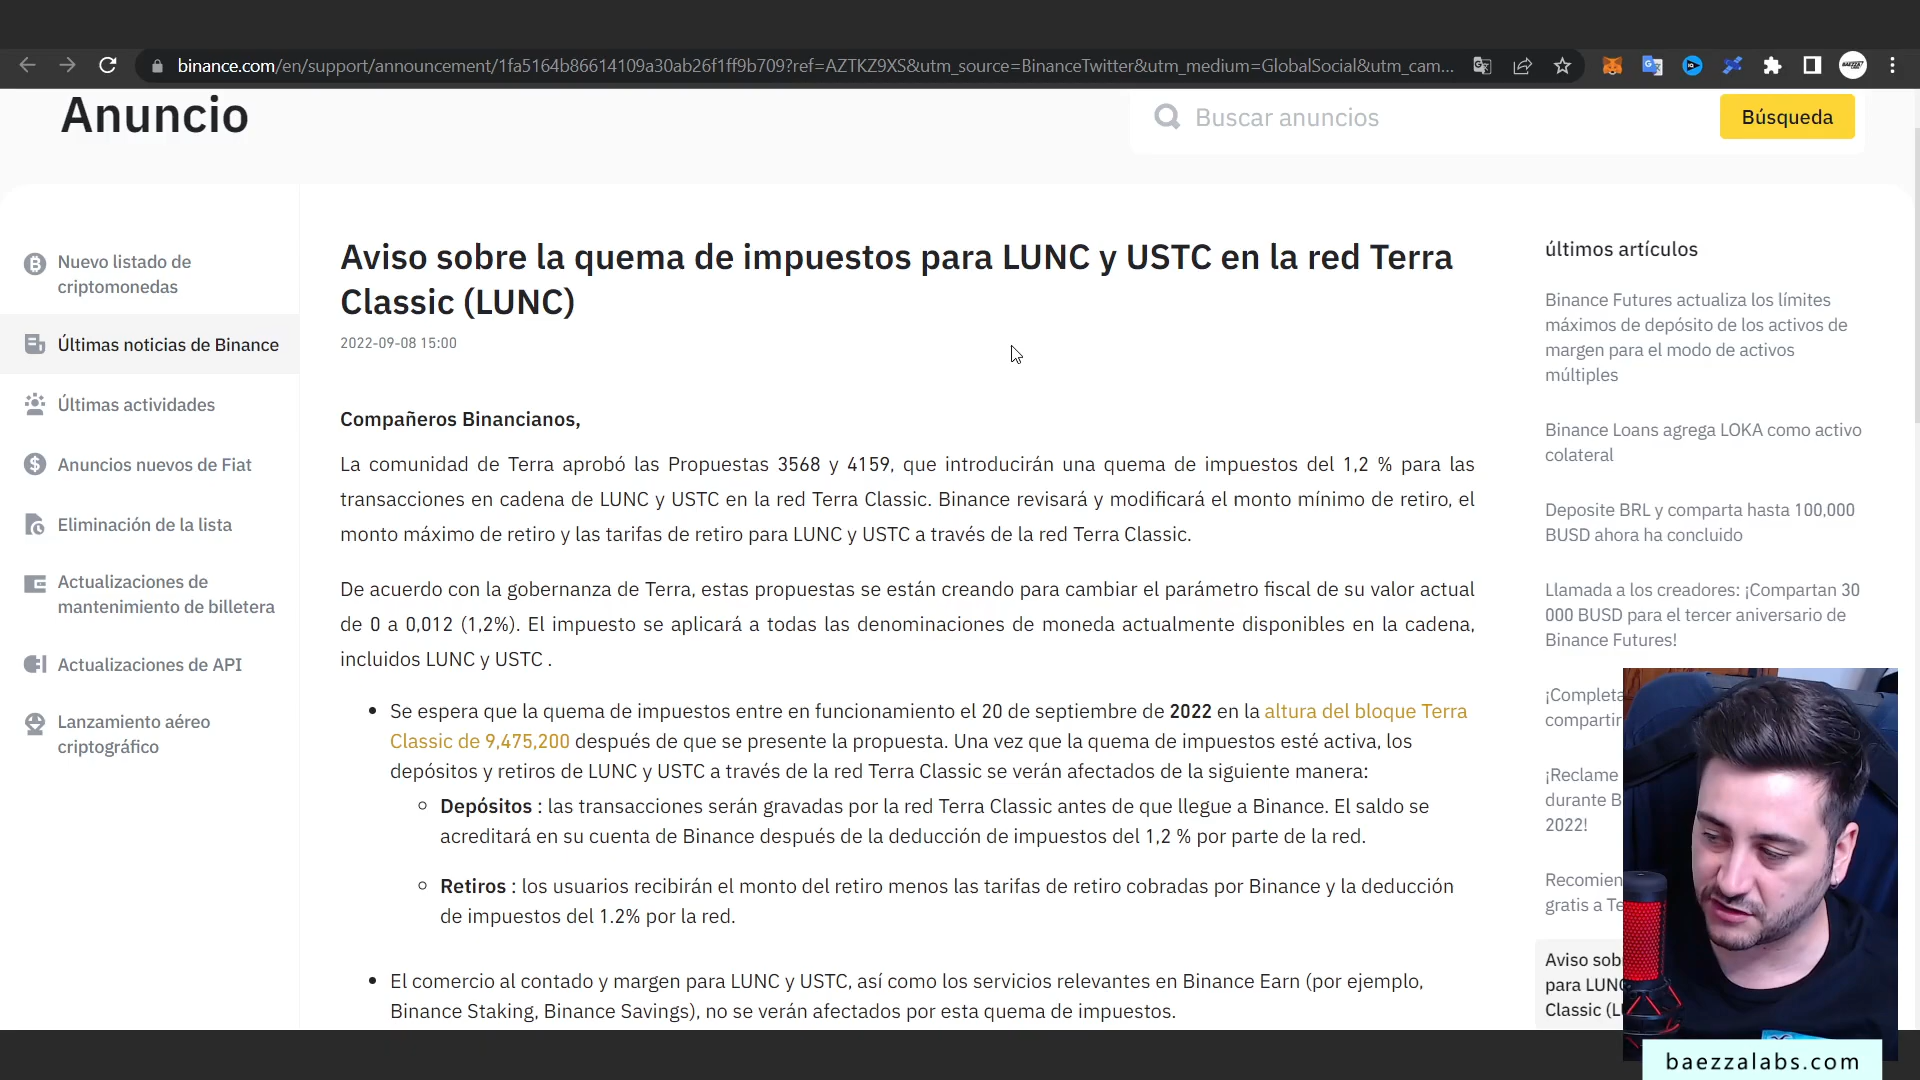 binance.com/en/support/announcement/1fa5164b86614109a30ab26f1ff9b709?ref=AZTKZ9XS&utm_source=BinanceTwitter&utm_medium=GlobalSocial&utm_cam...
Anuncio
Buscar anuncios
Búsqueda
Nuevo listado de
criptomonedas
Últimas noticias de Binance
Últimas actividades
Anuncios nuevos de Fiat
Eliminación de la lista
Actualizaciones de
mantenimiento de billetera
Actualizaciones de API
Lanzamiento aéreo
criptográfico
Aviso sobre la quema de impuestos para LUNC y USTC en la red Terra
Classic (LUNC)
2022-09-08 15:00
Compañeros Binancianos,
La comunidad de Terra aprobó las Propuestas 3568 y 4159, que introducirán una quema de impuestos del 1,2 % para las
transacciones en cadena de LUNC y USTC en la red Terra Classic. Binance revisará y modificará el monto mínimo de retiro, el
monto máximo de retiro y las tarifas de retiro para LUNC y USTC a través de la red Terra Classic.
De acuerdo con la gobernanza de Terra, estas propuestas se están creando para cambiar el parámetro fiscal de su valor actual
de 0 a 0,012 (1,2%). El impuesto se aplicará a todas las denominaciones de moneda actualmente disponibles en la cadena,
incluidos LUNC y USTC .
Se espera que la quema de impuestos entre en funcionamiento el 20 de septiembre de 2022 en la altura del bloque Terra
Classic de 9,475,200 después de que se presente la propuesta. Una vez que la quema de impuestos esté activa, los
depósitos y retiros de LUNC y USTC a través de la red Terra Classic se verán afectados de la siguiente manera:
Depósitos : las transacciones serán gravadas por la red Terra Classic antes de que llegue a Binance. El saldo se
acreditará en su cuenta de Binance después de la deducción de impuestos del 1,2 % por parte de la red.
Retiros : los usuarios recibirán el monto del retiro menos las tarifas de retiro cobradas por Binance y la deducción
de impuestos del 1.2% por la red.
El comercio al contado y margen para LUNC y USTC, así como los servicios relevantes en Binance Earn (por ejemplo,
Binance Staking, Binance Savings), no se verán afectados por esta quema de impuestos.
últimos artículos
Binance Futures actualiza los límites
máximos de depósito de los activos de
margen para el modo de activos
múltiples
Binance Loans agrega LOKA como activo
colateral
Deposite BRL y comparta hasta 100,000
BUSD ahora ha concluido
Llamada a los creadores: ¡Compartan 30
000 BUSD para el tercer aniversario de
Binance Futures!
¡Completa
compartir
¡Reclame
durante B
2022!
Recomien
gratis a Te
Aviso sob
para LUNC
Classic (L
baezzalabs.com